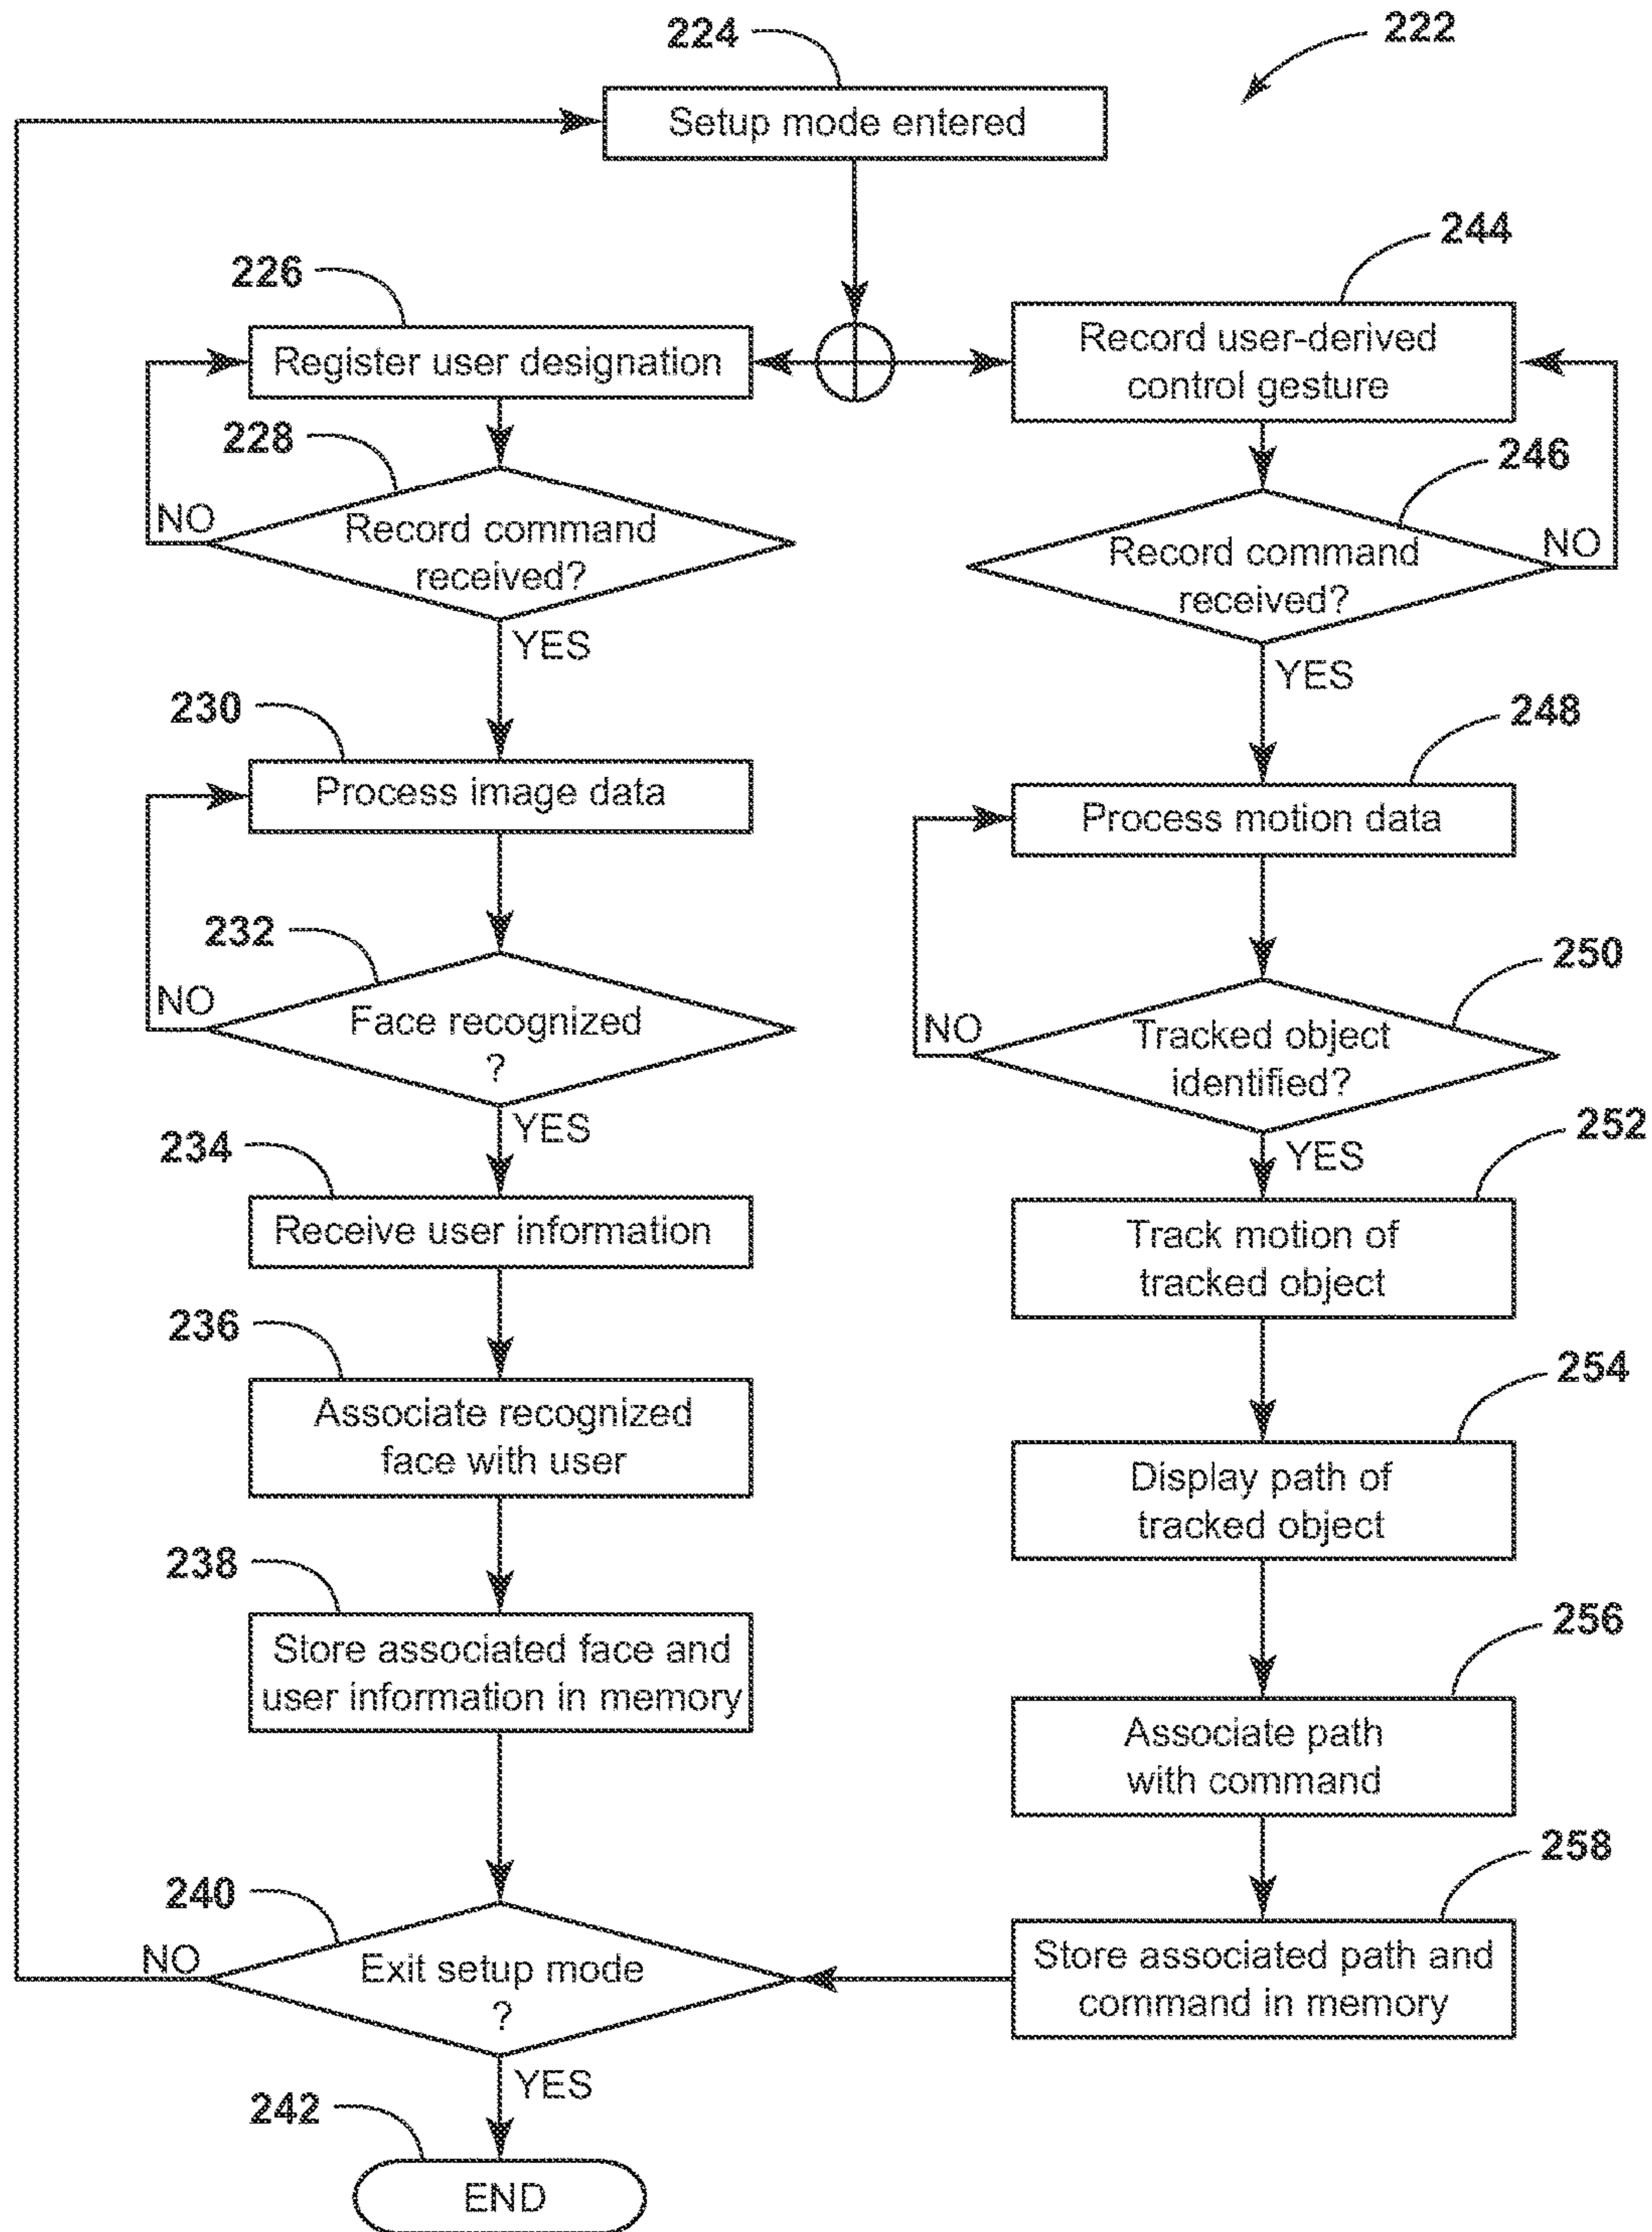 224
222
Setup mode entered
226
Register user designation
228
Record command
received?
NO
YES
230
Process image data
232
Face recognized
?
NO
YES
234
Receive user information
236
Associate recognized
face with user
238
Store associated face and
user information in memory
240
Exit setup mode
?
NO
YES
242
END
244
Record user-derived
control gesture
246
Record command
received?
NO
YES
248
Process motion data
250
Tracked object
identified?
NO
YES
252
Track motion of
tracked object
254
Display path of
tracked object
256
Associate path
with command
258
Store associated path and
command in memory